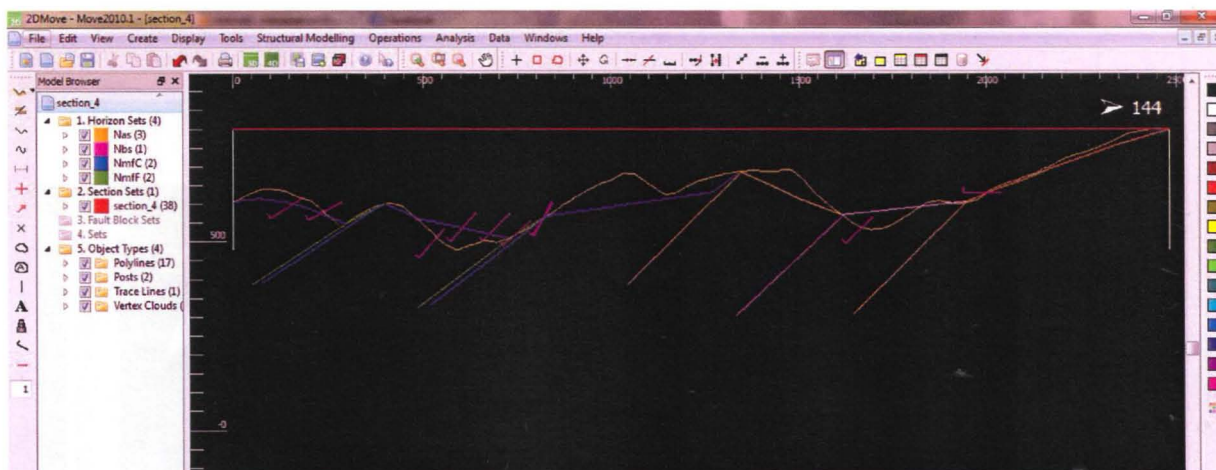 2DMove - Move2010.1 - [section_4]
File Edit View Create Display Tools Structural Modelling Operations Analysis Data Windows Help
Model Browser
section_4
1. Horizon Sets (4)
Nas (3)
Nbs (1)
NmfC (2)
NmfF (2)
2. Section Sets (1)
section_4 (38)
3. Fault Block Sets
4. Sets
5. Object Types (4)
Polylines (17)
Posts (2)
Trace Lines (1)
Vertex Clouds (
1
0 500 1000 1500 2000
144
500
-0